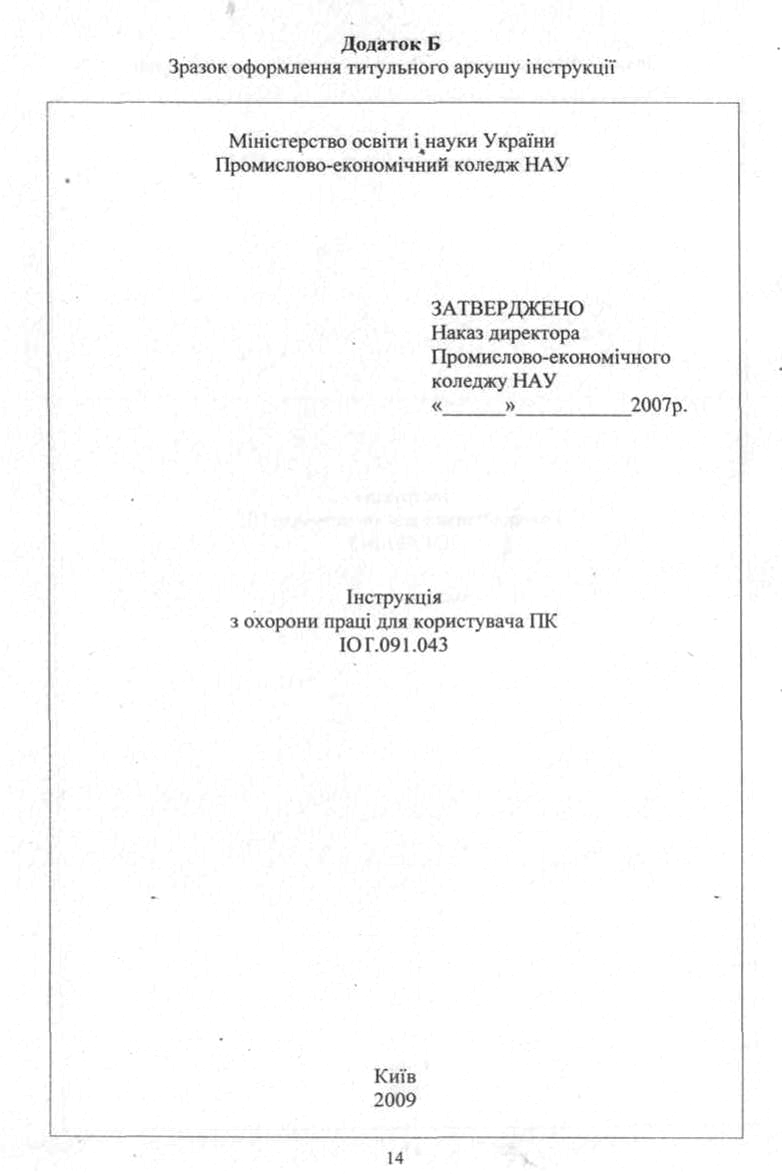 Додаток Б
Зразок оформлення титульного аркушу інструкції
Міністерство освіти і науки України
Промислово-економічний коледж НАУ
ЗАТВЕРДЖЕНО
Наказ директора
Промислово-економічного
коледжу НАУ
«______»___________2007р.
Інструкція
з охорони праці для користувача ПК
ІО Г.091.043
Київ
2009
14